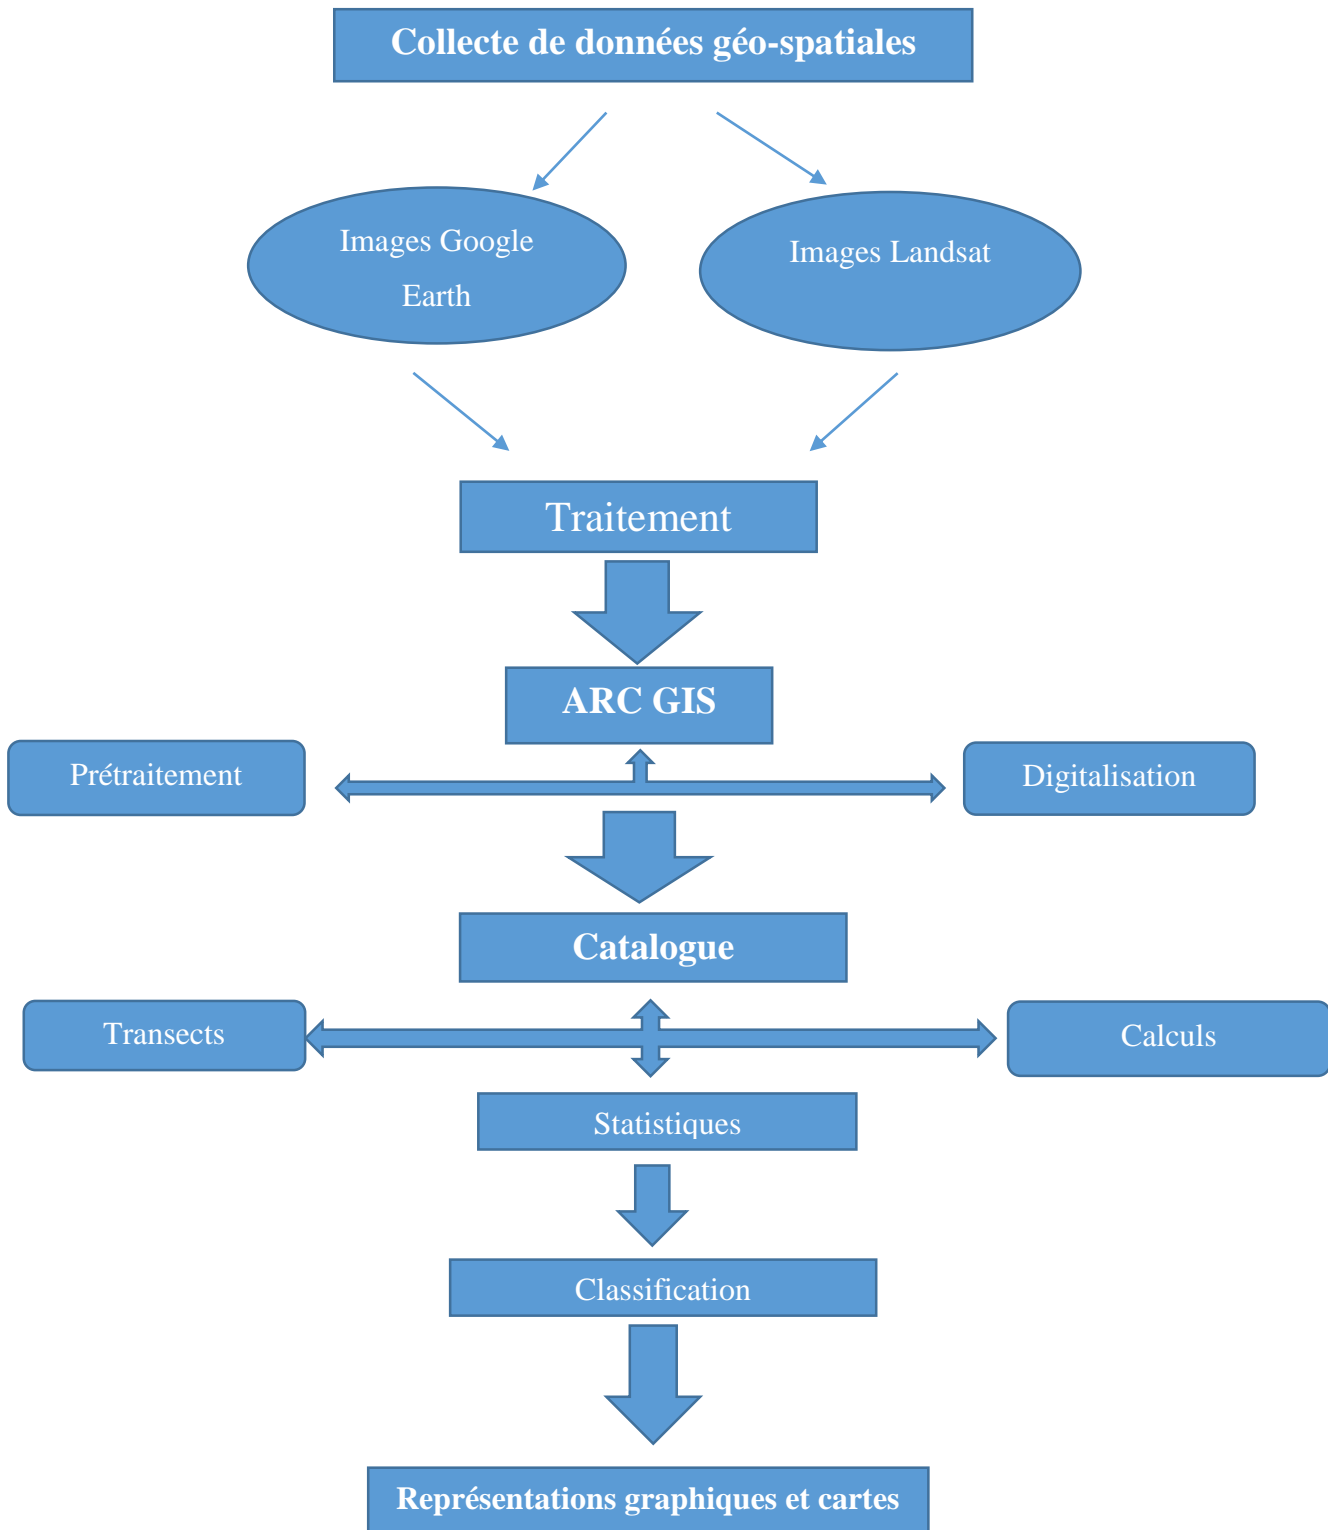 Collecte de données géo-spatiales
Images Google
Earth
Images Landsat
Traitement
ARC GIS
Prétraitement
Digitalisation
Catalogue
Transects
Calculs
Statistiques
Classification
Représentations graphiques et cartes